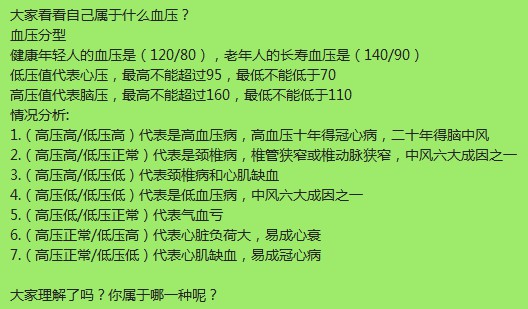 大家看看自己属于什么血压？
血压分型
健康年轻人的血压是（120/80），老年人的长寿血压是（140/90）
低压值代表心压，最高不能超过95，最低不能低于70
高压值代表脑压，最高不能超过160，最低不能低于110
情况分析:
1.（高压高/低压高）代表是高血压病，高血压十年得冠心病，二十年得脑中风
2.（高压高/低压正常）代表是颈椎病，椎管狭窄或椎动脉狭窄，中风六大成因之一
3.（高压高/低压低）代表颈椎病和心肌缺血
4.（高压低/低压低）代表是低血压病，中风六大成因之一
5.（高压低/低压正常）代表气血亏
6.（高压正常/低压高）代表心脏负荷大，易成心衰
7.（高压正常/低压低）代表心肌缺血，易成冠心病
大家理解了吗？你属于哪一种呢？